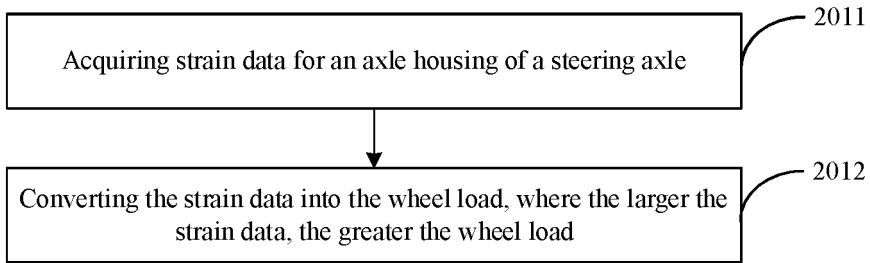 2011
Acquiring strain data for an axle housing of a steering axle
2012
Converting the strain data into the wheel load, where the larger the
strain data, the greater the wheel load